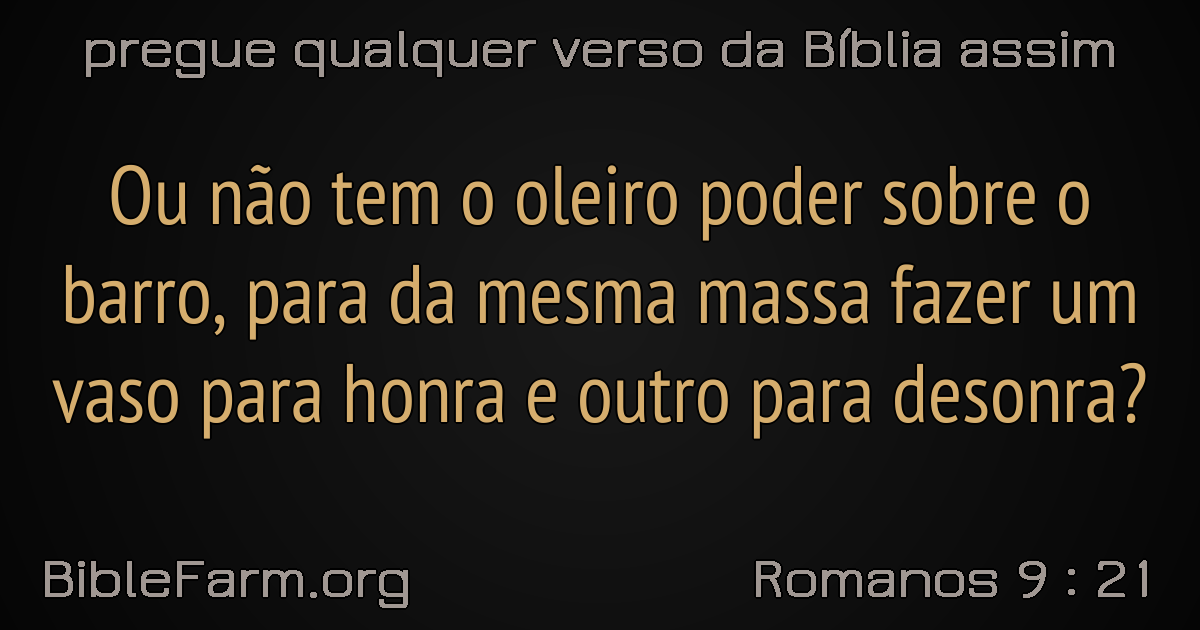 pregue qualquer verso da Bíblia assim
Ou não tem o oleiro poder sobre o
barro, para da mesma massa fazer um
vaso para honra e outro para desonra?
BibleFarm.org
Romanos 9 : 21